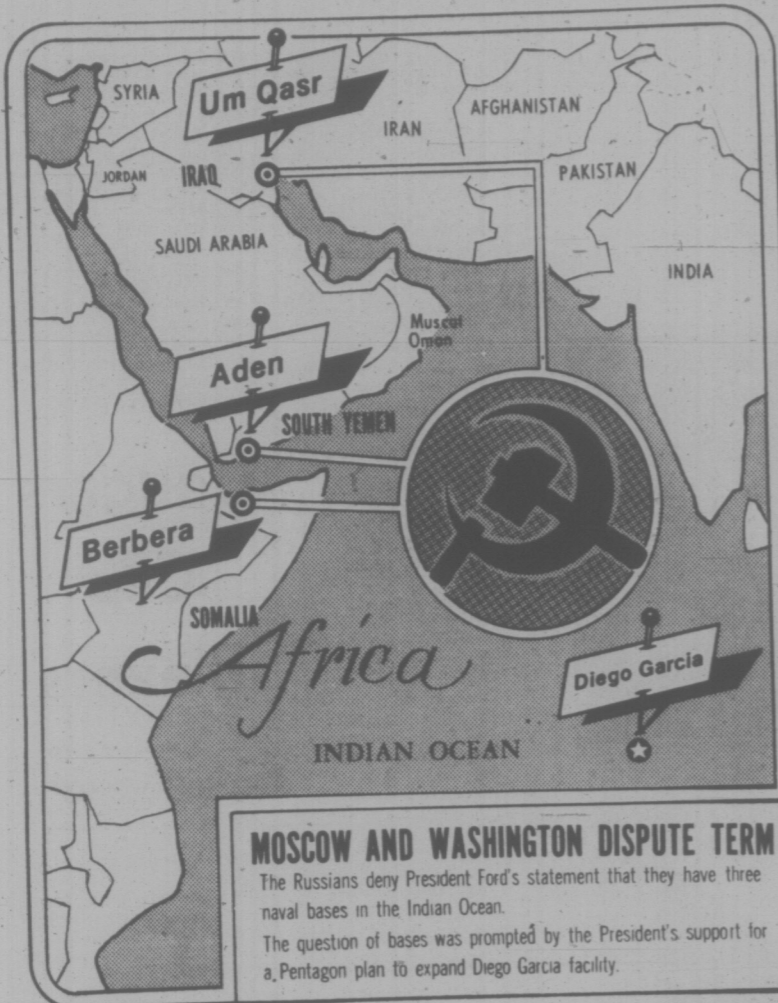 Um Qasr
SYRIA
AFGHANISTAN
IRAN
JORDAN
IRAQ
PAKISTAN
SAUDI ARABIA
INDIA
Muscat
Oman
Aden
SOUTH YEMEN
Berbera
SOMALIA
Africa
Diego Garcia
INDIAN OCEAN
MOSCOW AND WASHINGTON DISPUTE TERM
The Russians deny President Ford's statement that they have three
naval bases in the Indian Ocean.
The question of bases was prompted by the President's support for
a Pentagon plan to expand Diego Garcia facility.